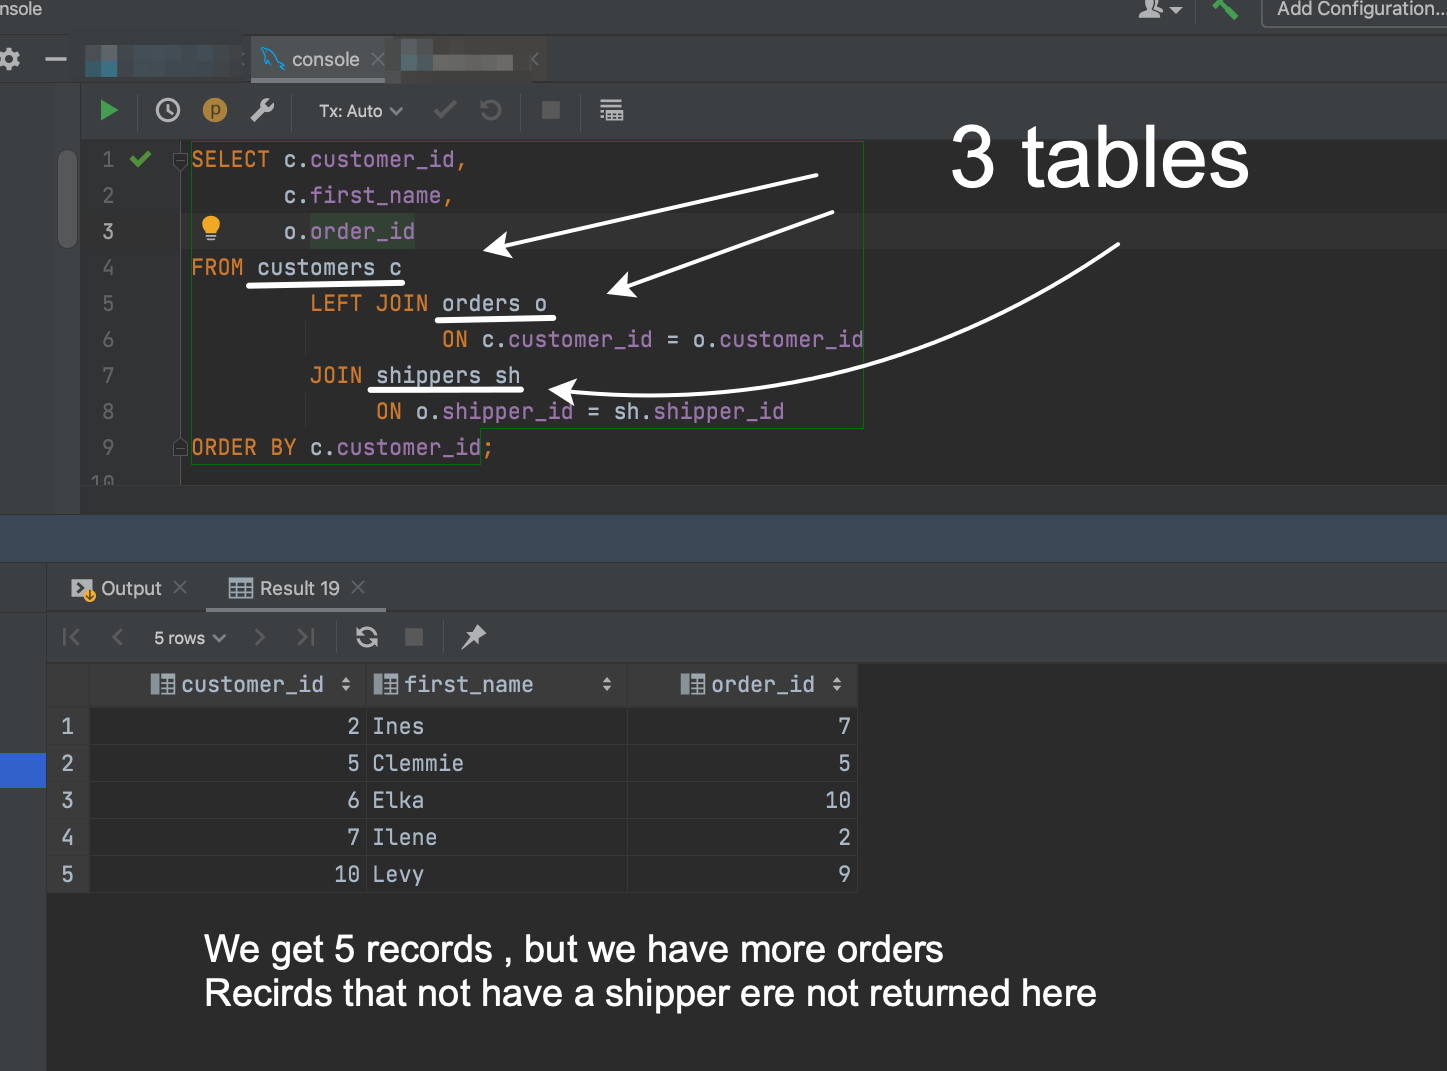 nsole
Add Configuration...
console
Tx: Auto
3 tables
1 SELECT c.customer_id,
2 c.first_name,
3 o.order_id
4 FROM customers c
5 LEFT JOIN orders o
6 ON c.customer_id = o.customer_id
7 JOIN shippers sh
8 ON o.shipper_id = sh.shipper_id
9 ORDER BY c.customer_id;
10
Output Result 19
5 rows
customer_id first_name order_id
1 2 Ines 7
2 5 Clemmie 5
3 6 Elka 10
4 7 Ilene 2
5 10 Levy 9
We get 5 records , but we have more orders
Recirds that not have a shipper ere not returned here